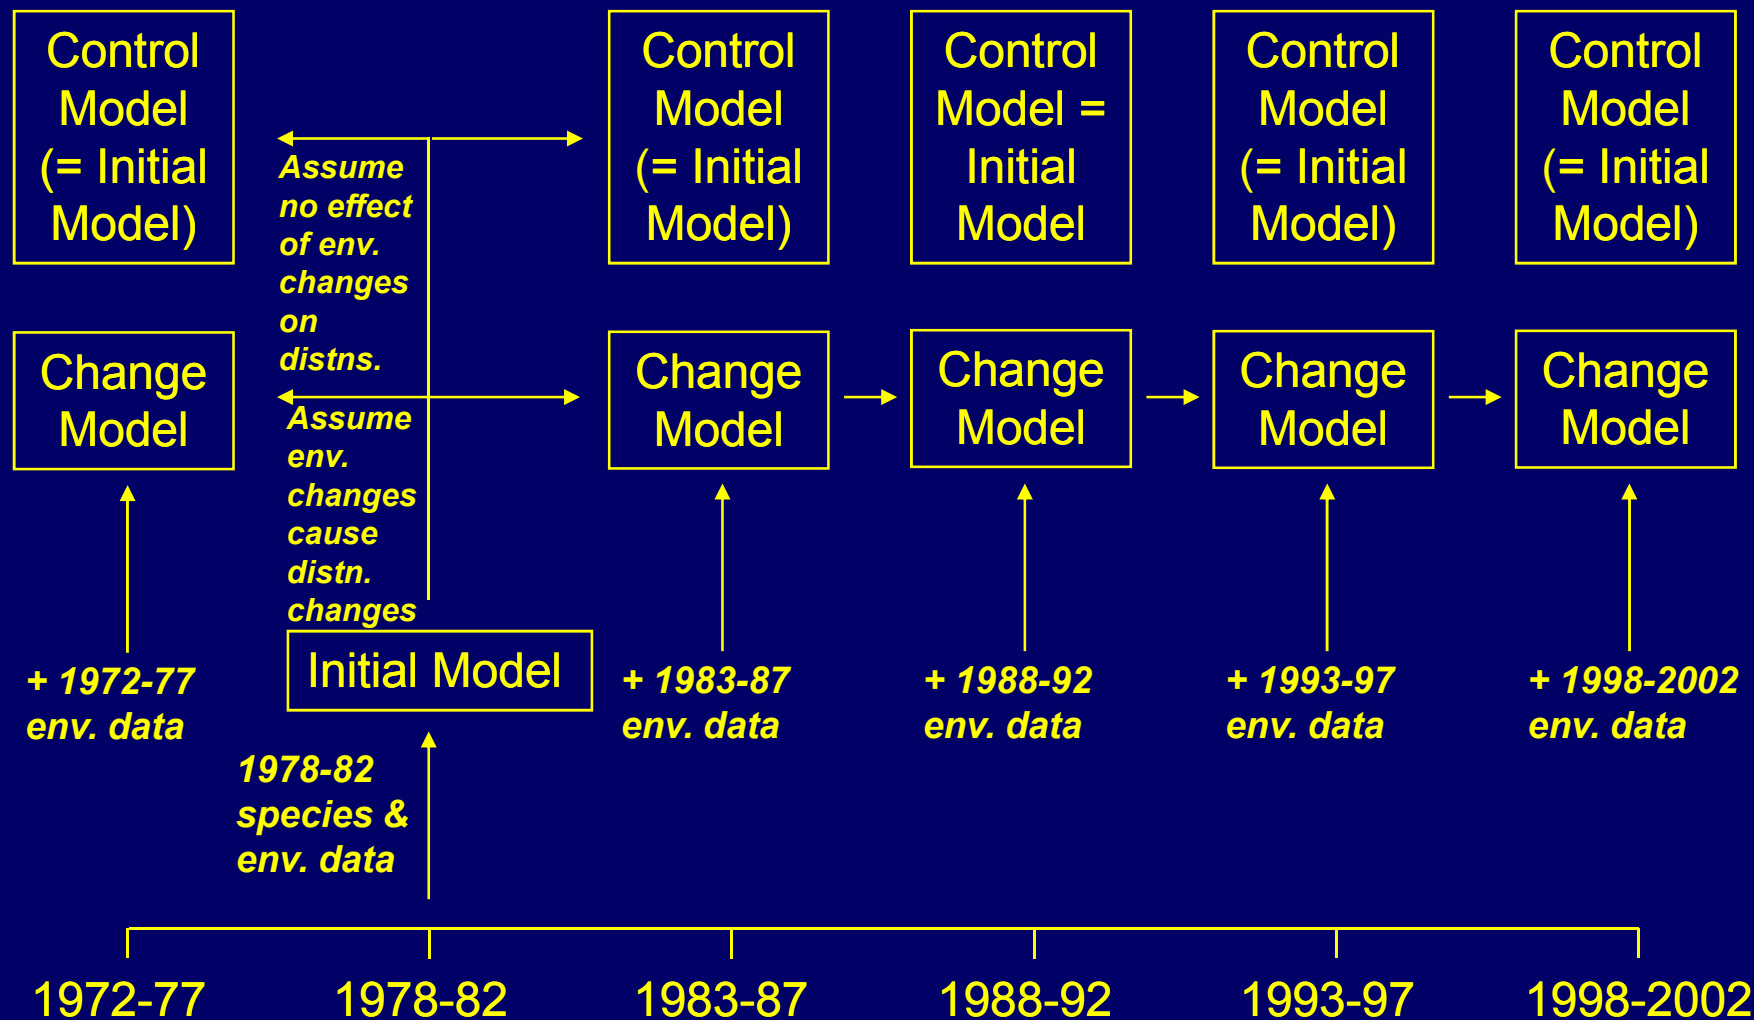 Control
Model
(= Initial
Model)
Control
Model
(= Initial
Model)
Control
Model =
Initial
Model
Control
Model
(= Initial
Model)
Control
Model
(= Initial
Model)
Assume
no effect
of env.
changes
on
distns.
Change
Model
Change
Model
Change
Model
Change
Model
Change
Model
Assume
env.
changes
cause
distn.
changes
+ 1972-77
env. data
Initial Model
+ 1983-87
env. data
+ 1988-92
env. data
+ 1993-97
env. data
+ 1998-2002
env. data
1978-82
species &
env. data
1972-77
1978-82
1983-87
1988-92
1993-97
1998-2002